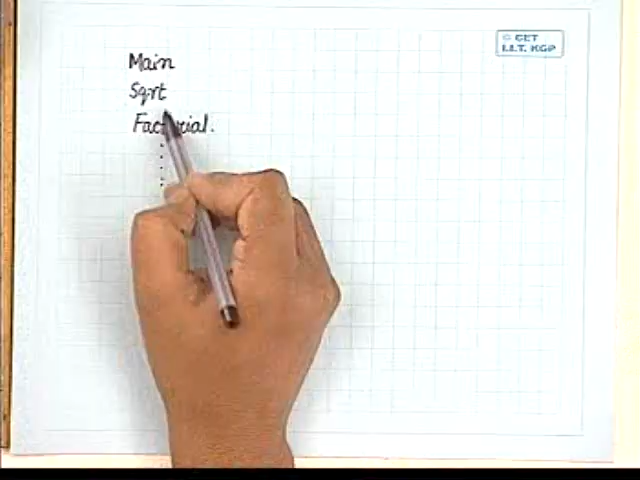 Main
Sqrt
Factorial.
© CET
I.I.T. KGP